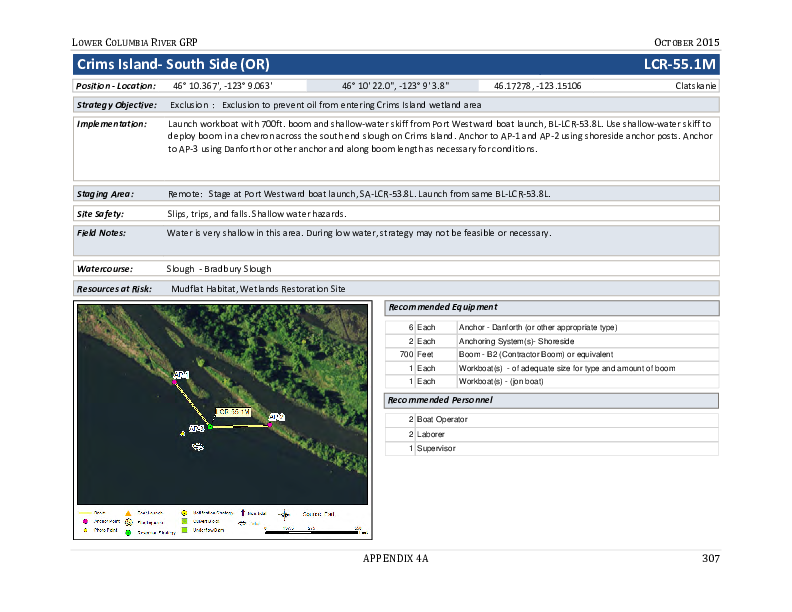 LOWER COLUMBIA RIVER GRP
OCTOBER 2015
Crims Island- South Side (OR)
LCR-55.1M
Position - Location: 46° 10.367', -123° 9.063' 46° 10' 22.0", -123° 9' 3.8" 46.17278, -123.15106 Clatskanie
Strategy Objective: Exclusion : Exclusion to prevent oil from entering Crims Island wetland area
Implementation: Launch workboat with 700ft. boom and shallow-water skiff from Port Westward boat launch, BL-LCR-53.8L. Use shallow-water skiff to
deploy boom in a chevron across the south end slough on Crims Island. Anchor to AP-1 and AP-2 using shoreside anchor posts. Anchor
to AP-3 using Danforth or other anchor and along boom length as necessary for conditions.
Staging Area: Remote: Stage at Port Westward boat launch, SA-LCR-53.8L. Launch from same BL-LCR-53.8L.
Site Safety: Slips, trips, and falls. Shallow water hazards.
Field Notes: Water is very shallow in this area. During low water, strategy may not be feasible or necessary.
Watercourse: Slough - Bradbury Slough
Resources at Risk: Mudflat Habitat, Wetlands Restoration Site
Recommended Equipment
6 Each Anchor - Danforth (or other appropriate type)
2 Each Anchoring System(s)- Shoreside
700 Feet Boom - B2 (Contractor Boom) or equivalent
1 Each Workboat(s) - of adequate size for type and amount of boom
1 Each Workboat(s) - (jon boat)
Recommended Personnel
2 Boat Operator
2 Laborer
1 Supervisor
LCR-55.1M
Anchor Point
Photo Point
APPENDIX 4A
307